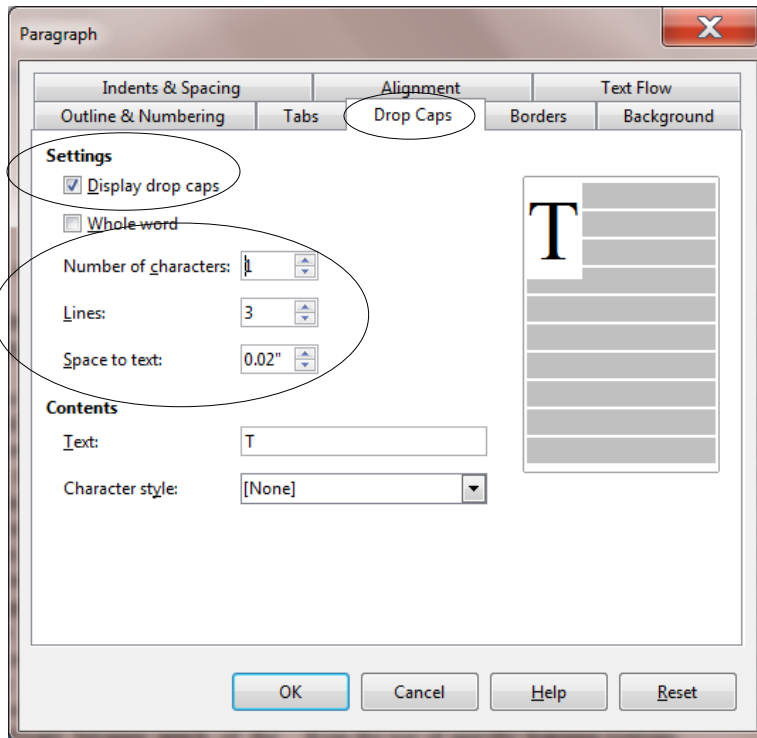 Paragraph
Indents & Spacing Alignment Text Flow
Outline & Numbering Tabs Drop Caps Borders Background
Settings
Display drop caps
Whole word
Number of characters: 1
Lines: 3
Space to text: 0.02"
T
Contents
Text: T
Character style: [None]
OK Cancel Help Reset